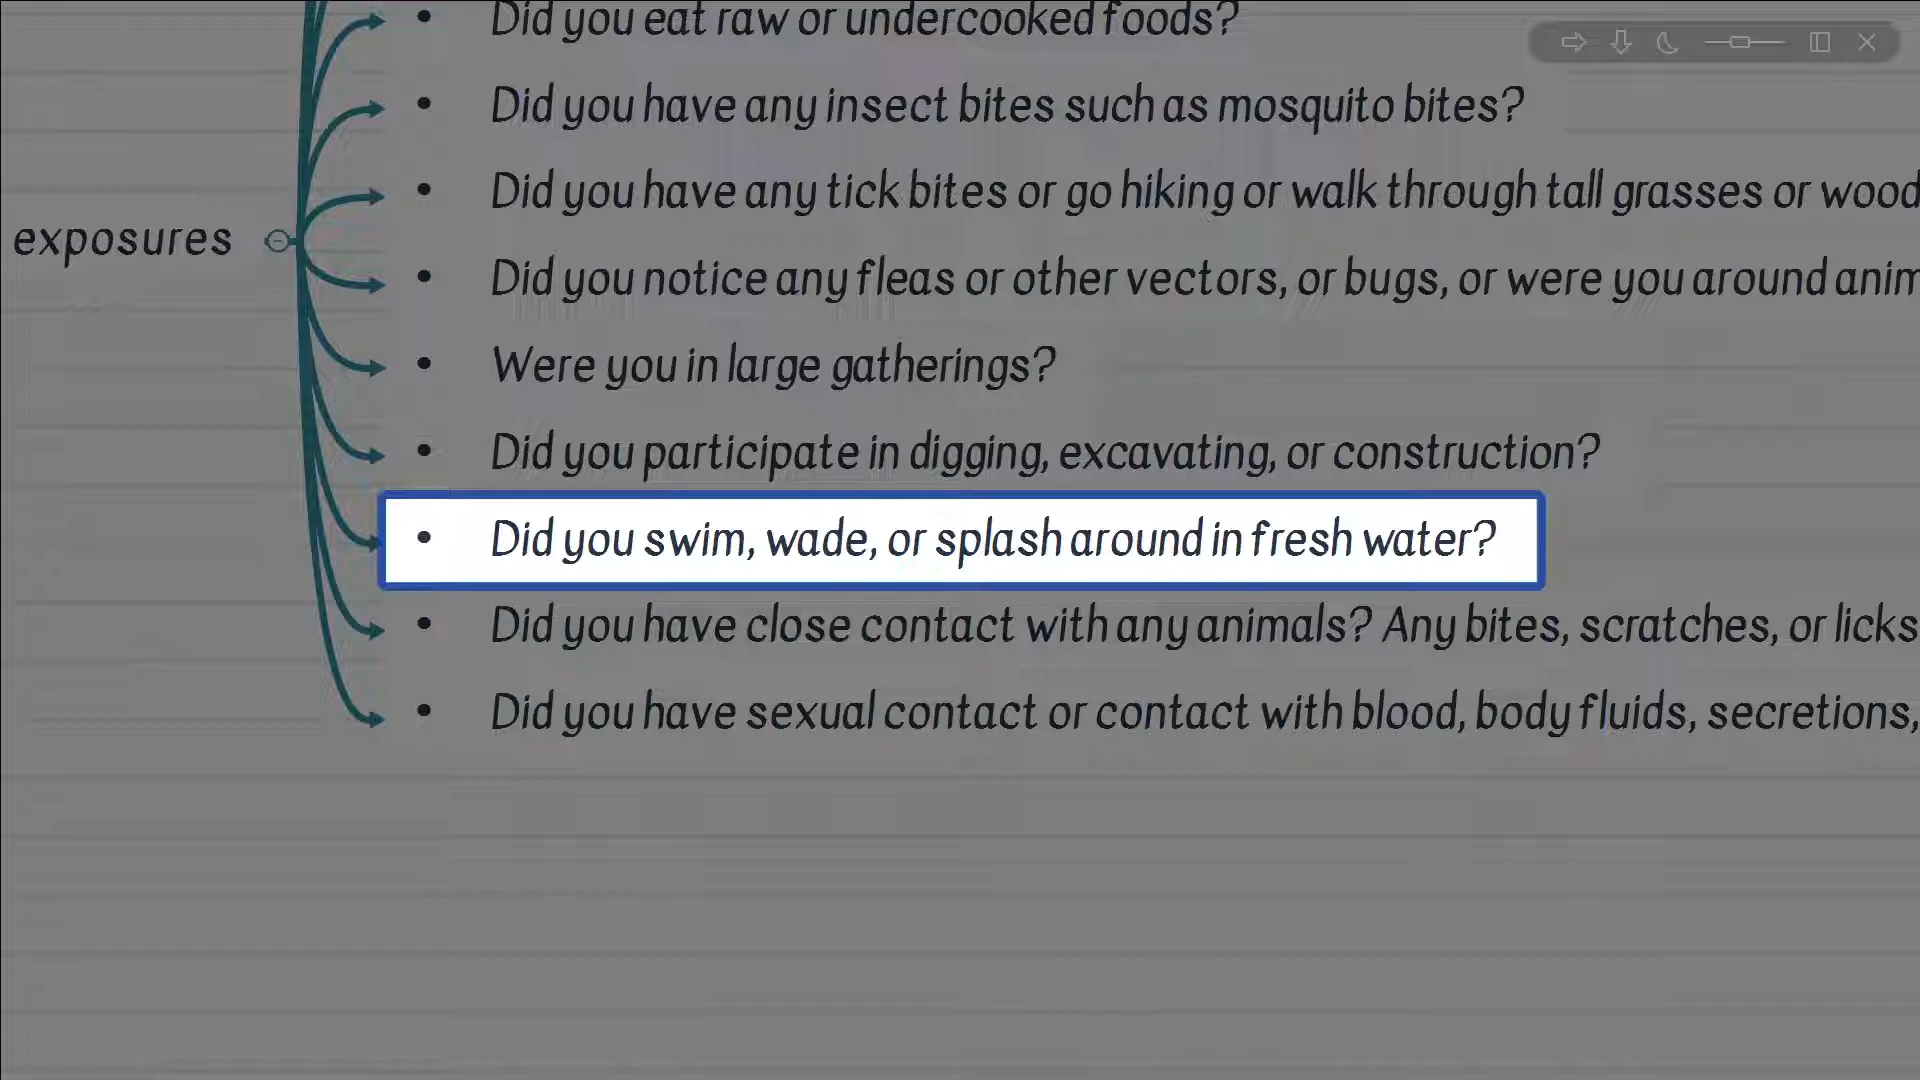 • Did you eat raw or undercooked foods?
• Did you have any insect bites such as mosquito bites?
• Did you have any tick bites or go hiking or walk through tall grasses or wood
exposures
• Did you notice any fleas or other vectors, or bugs, or were you around anim
• Were you in large gatherings?
• Did you participate in digging, excavating, or construction?
• Did you swim, wade, or splash around in fresh water?
• Did you have close contact with any animals? Any bites, scratches, or licks
• Did you have sexual contact or contact with blood, body fluids, secretions,